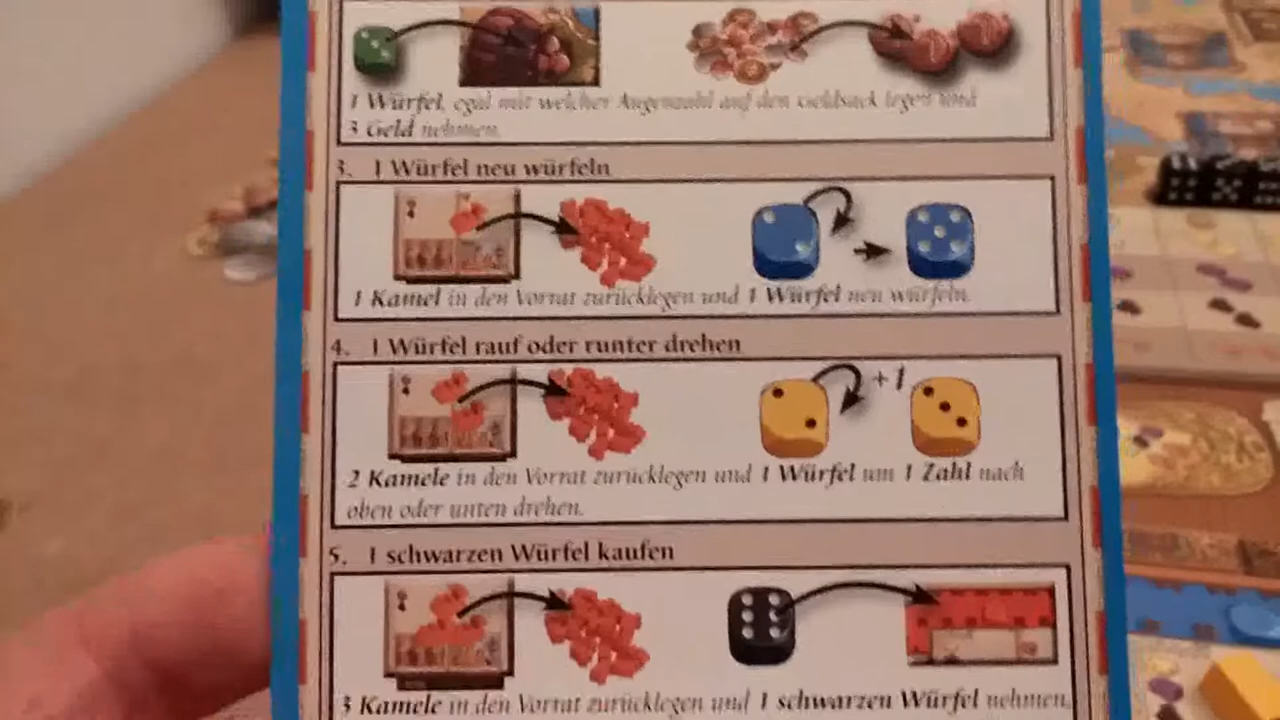 1 Würfel, egal mit welcher Augenzahl auf den Geldsack legen und
3 Geld nehmen.
3. 1 Würfel neu würfeln
1 Kamel in den Vorrat zurücklegen und 1 Würfel neu würfeln.
4. 1 Würfel rauf oder runter drehen
+1
2 Kamele in den Vorrat zurücklegen und 1 Würfel um 1 Zahl nach
oben oder unten drehen.
5. 1 schwarzen Würfel kaufen
3 Kamele in den Vorrat zurücklegen und 1 schwarzen Würfel nehmen.